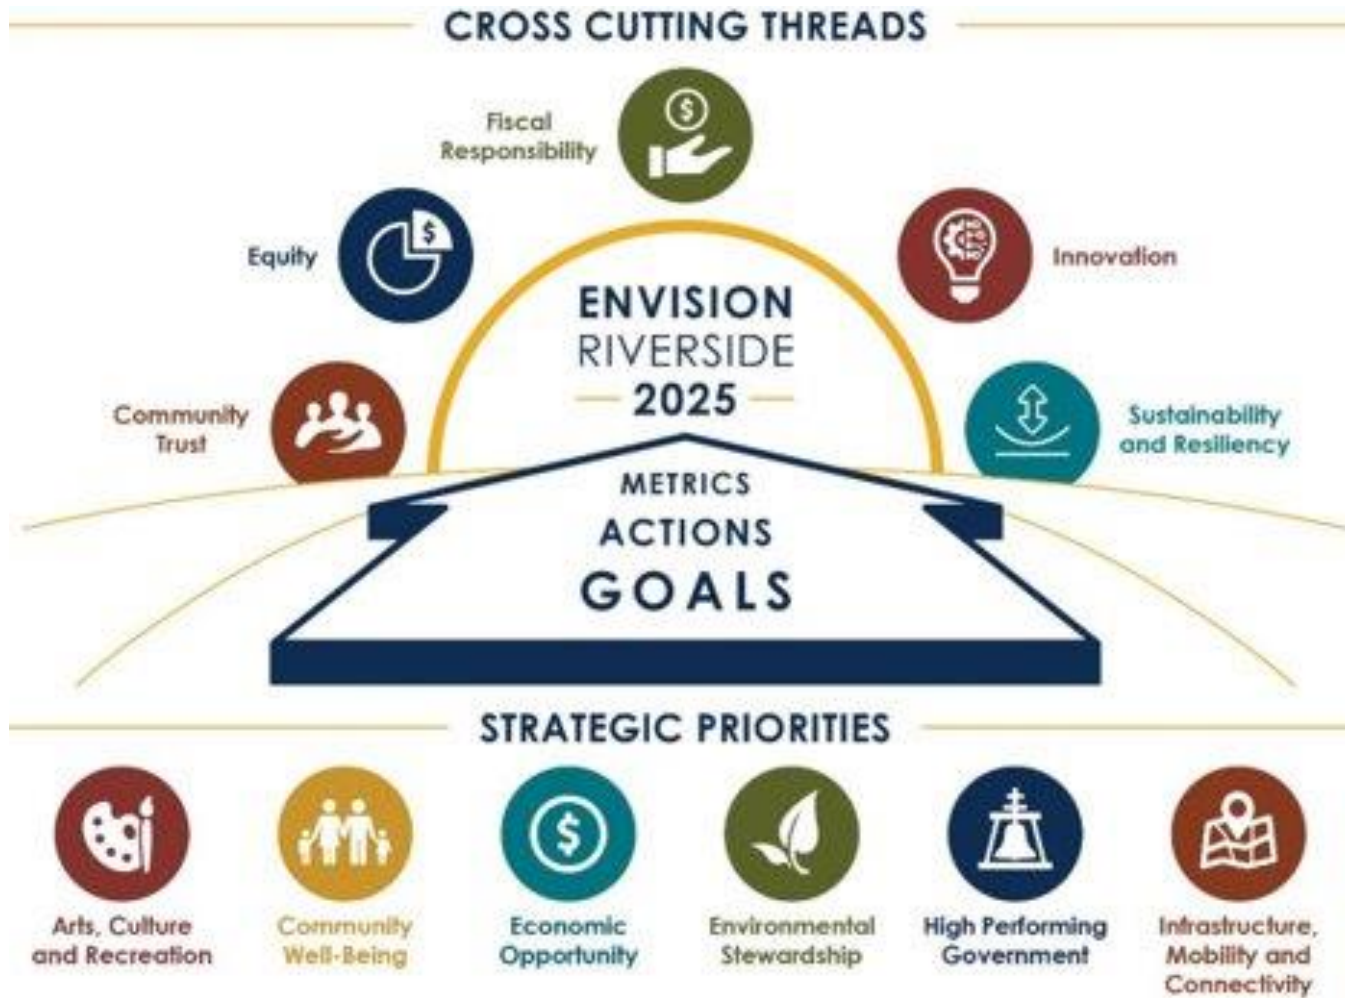 CROSS CUTTING THREADS
Fiscal
Responsibility
Equity
Innovation
ENVISION
RIVERSIDE
2025
Community
Trust
Sustainability
and Resiliency
METRICS
ACTIONS
GOALS
STRATEGIC PRIORITIES
Arts, Culture
and Recreation
Community
Well-Being
Economic
Opportunity
Environmental
Stewardship
High Performing
Government
Infrastructure,
Mobility and
Connectivity